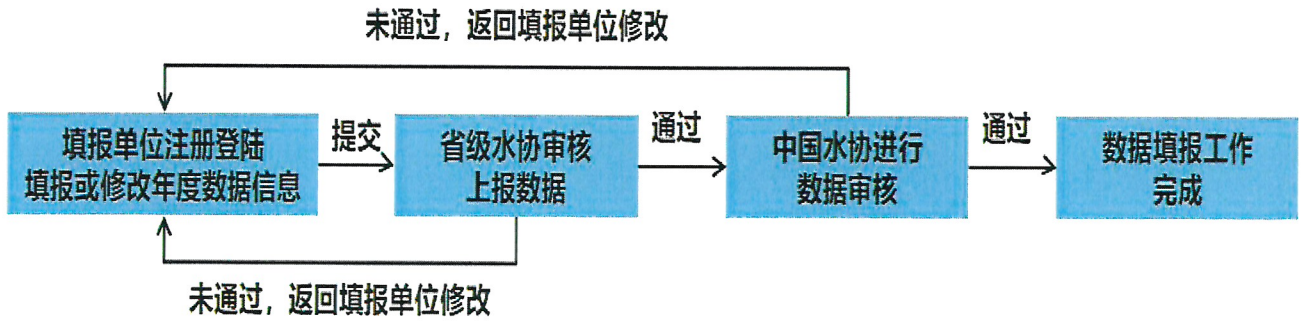 未通过，返回填报单位修改
填报单位注册登陆
填报或修改年度数据信息
提交
省级水协审核
上报数据
通过
中国水协进行
数据审核
通过
数据填报工作
完成
未通过，返回填报单位修改